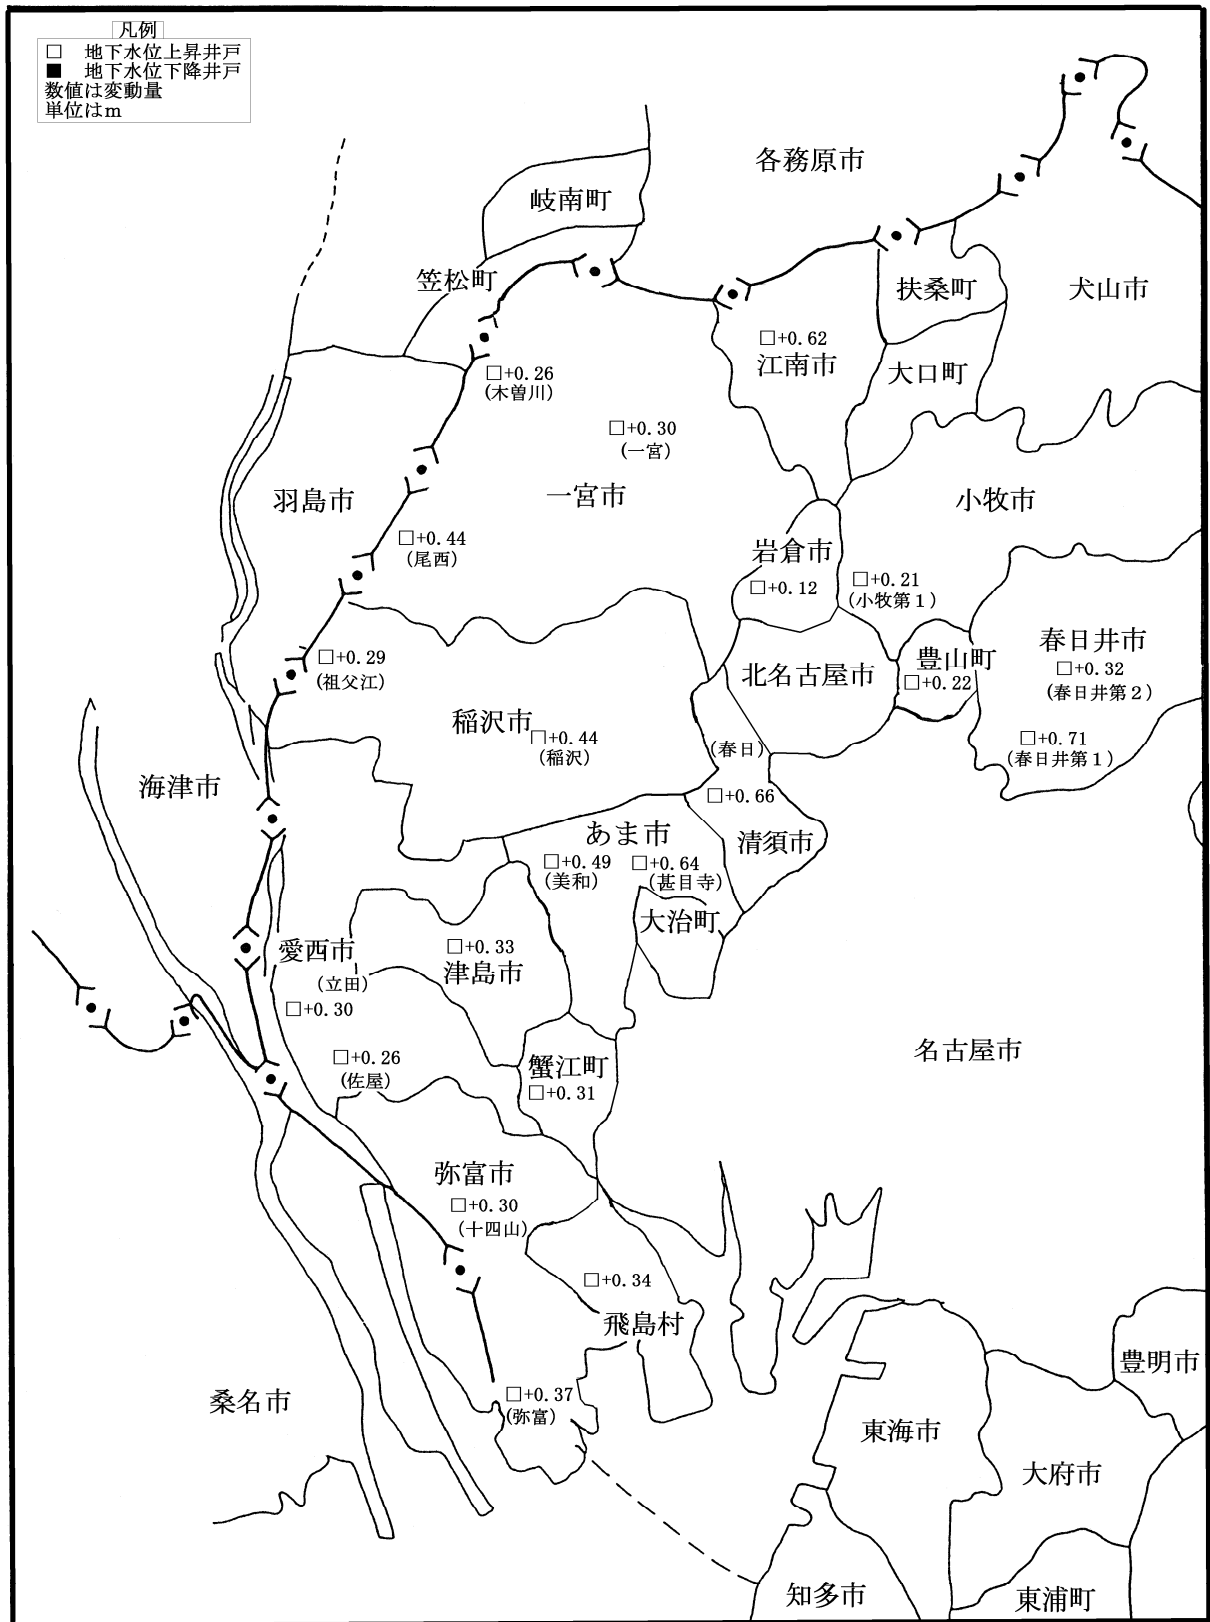 凡例
□ 地下水位上昇井戸
■ 地下水位下降井戸
数値は変動量
単位はm
各務原市
岐南町
笠松町
扶桑町
犬山市
□+0.62
江南市
大口町
□+0.26
(木曽川)
□+0.30
(一宮)
羽島市
一宮市
小牧市
□+0.44
(尾西)
岩倉市
□+0.12
□+0.21
(小牧第1)
春日井市
□+0.32
(春日井第2)
豊山町
□+0.22
北名古屋市
□+0.29
(祖父江)
稲沢市
□+0.44
(稲沢)
(春日)
□+0.71
(春日井第1)
海津市
□+0.66
清須市
あま市
□+0.49
(美和)
□+0.64
(甚目寺)
大治町
愛西市
(立田)
□+0.30
□+0.33
津島市
□+0.26
(佐屋)
蟹江町
□+0.31
名古屋市
弥富市
□+0.30
(十四山)
□+0.34
飛島村
豊明市
桑名市
□+0.37
(弥富)
東海市
大府市
知多市
東浦町